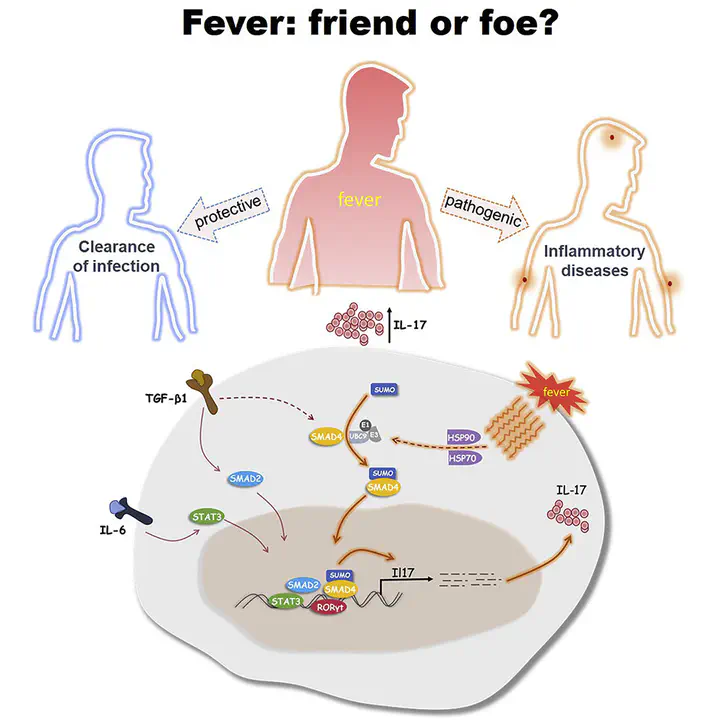 Fever: friend or foe?
protective
fever
pathogenic
Clearance
of infection
Inflammatory
diseases
IL-17
TGF-β1
SUMO
fever
E1
SMAD4
UBC9
E3
HSP90
HSP70
SUMO
SMAD4
SMAD2
IL-17
STAT3
IL-6
SUMO
Il17
SMAD2
SMAD4
STAT3
RORγt